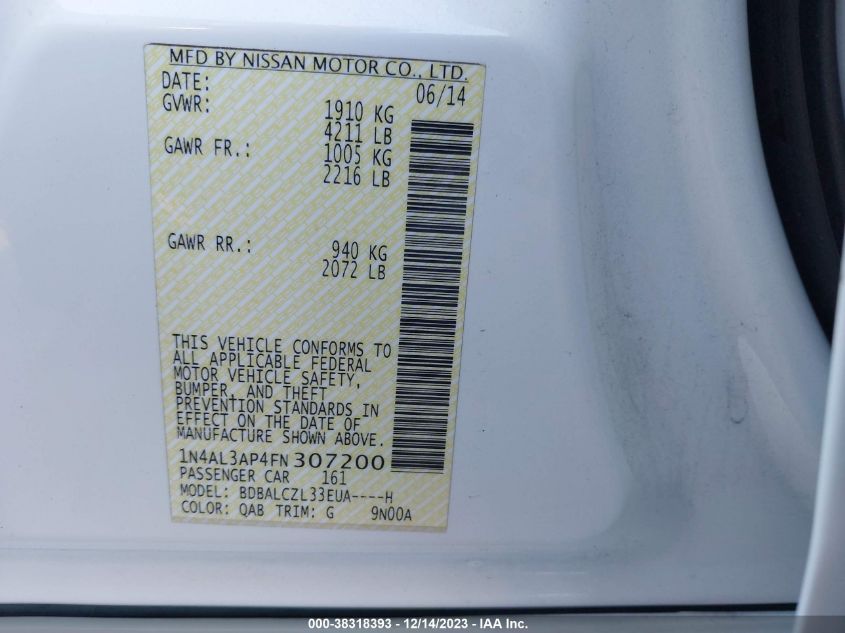 MFD BY NISSAN MOTOR CO., LTD.
DATE: 06/14
GVWR: 1910 KG
4211 LB
GAWR FR.: 1005 KG
2216 LB
GAWR RR.: 940 KG
2072 LB
THIS VEHICLE CONFORMS TO
ALL APPLICABLE FEDERAL
MOTOR VEHICLE SAFETY,
BUMPER, AND THEFT
PREVENTION STANDARDS IN
EFFECT ON THE DATE OF
MANUFACTURE SHOWN ABOVE.
1N4AL3AP4FN 307200
PASSENGER CAR 161
MODEL: BDBALCZL33EUA----H
COLOR: QAB TRIM: G 9N00A
000-38318393 - 12/14/2023 - IAA Inc.